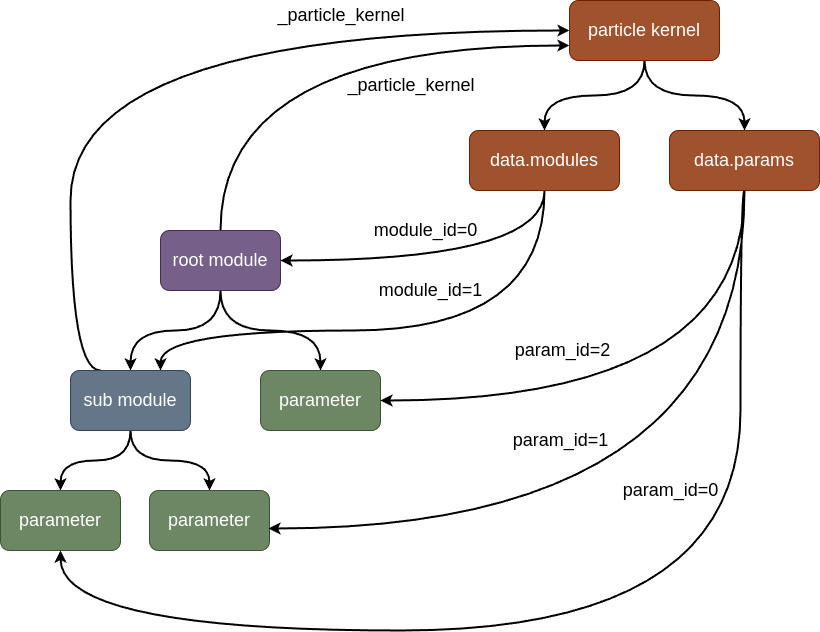 _particle_kernel
particle kernel
_particle_kernel
data.modules
data.params
module_id=0
root module
module_id=1
param_id=2
sub module
parameter
param_id=1
param_id=0
parameter
parameter